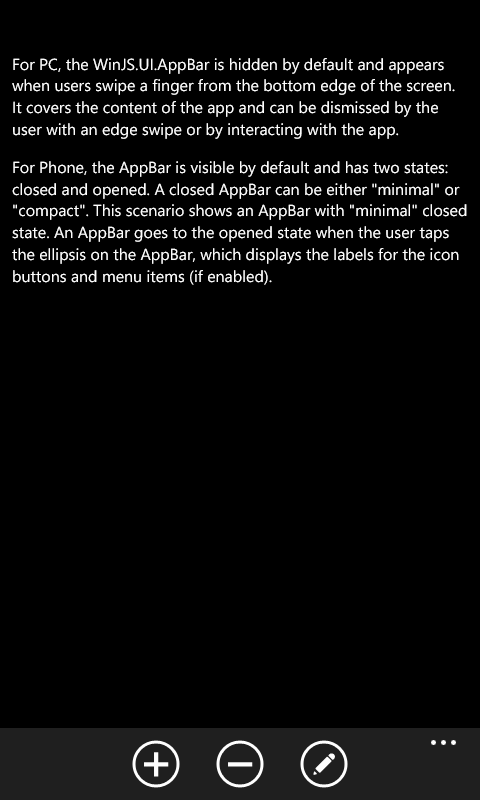 For PC, the WinJS.UI.AppBar is hidden by default and appears
when users swipe a finger from the bottom edge of the screen.
It covers the content of the app and can be dismissed by the
user with an edge swipe or by interacting with the app.
For Phone, the AppBar is visible by default and has two states:
closed and opened. A closed AppBar can be either "minimal" or
"compact". This scenario shows an AppBar with "minimal" closed
state. An AppBar goes to the opened state when the user taps
the ellipsis on the AppBar, which displays the labels for the icon
buttons and menu items (if enabled).